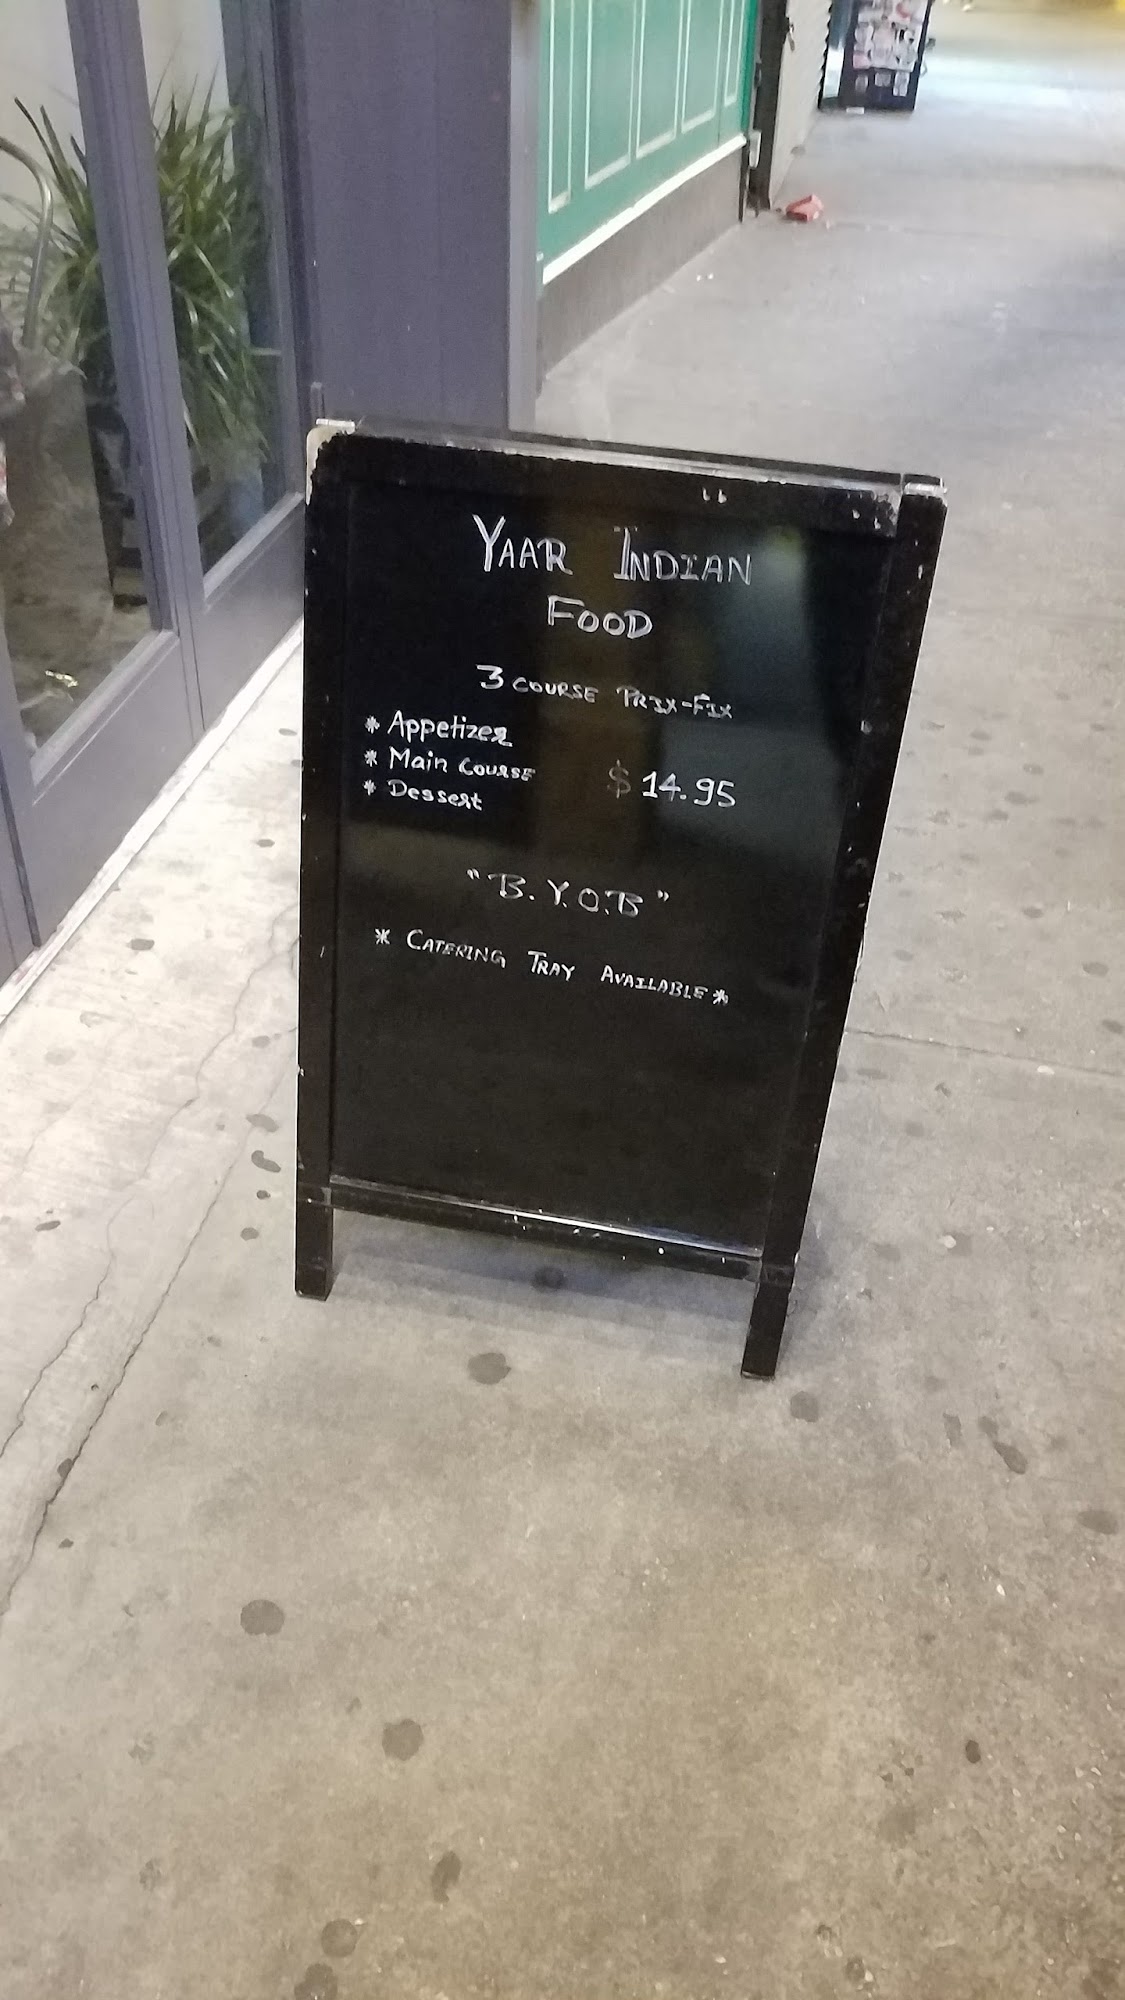 YAAR INDIAN
FOOD
3 COURSE PRIX-FIX
* Appetizer
* Main COURSE
* Dessert
$ 14.95
"B.Y.O.B"
* CATERING TRAY AVAILABLE *